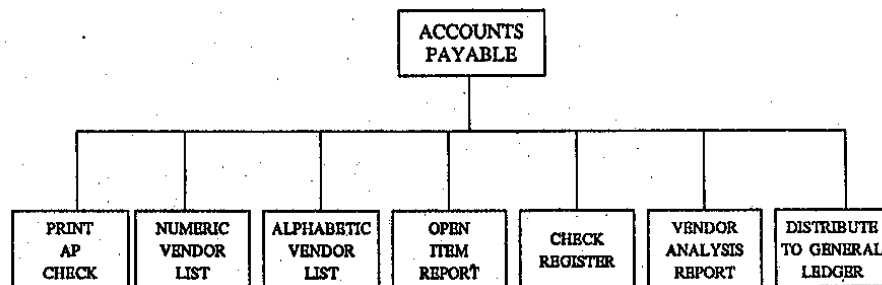 ACCOUNTS
PAYABLE
PRINT
AP
CHECK
NUMERIC
VENDOR
LIST
ALPHABETIC
VENDOR
LIST
OPEN
ITEM
REPORT
CHECK
REGISTER
VENDOR
ANALYSIS
REPORT
DISTRIBUTE
TO GENERAL
LEDGER